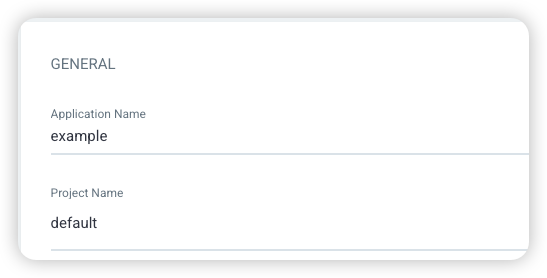 GENERAL
Application Name
example
Project Name
default